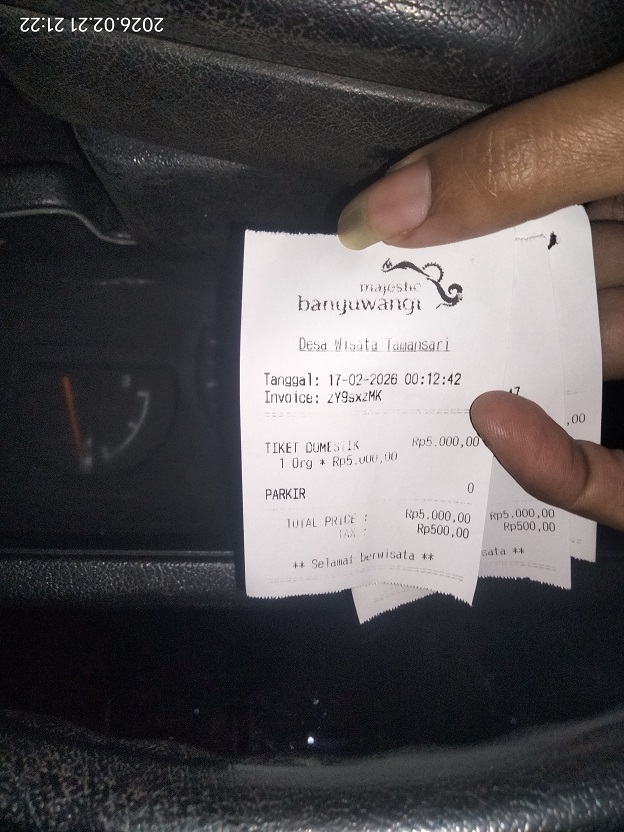 2026.02.21 21:22
majestic
banyuwangi
Desa Wisata Tamansari
Tanggal: 17-02-2026 00:12:42
Invoice: zY9sxzMK
TIKET DOMESTIK Rp5.000,00
1 Org * Rp5.000,00
PARKIR 0
TOTAL PRICE : Rp5.000,00
TAX : Rp500,00
** Selamat berwisata **
,00
Rp5.000,00
Rp500,00
sata **